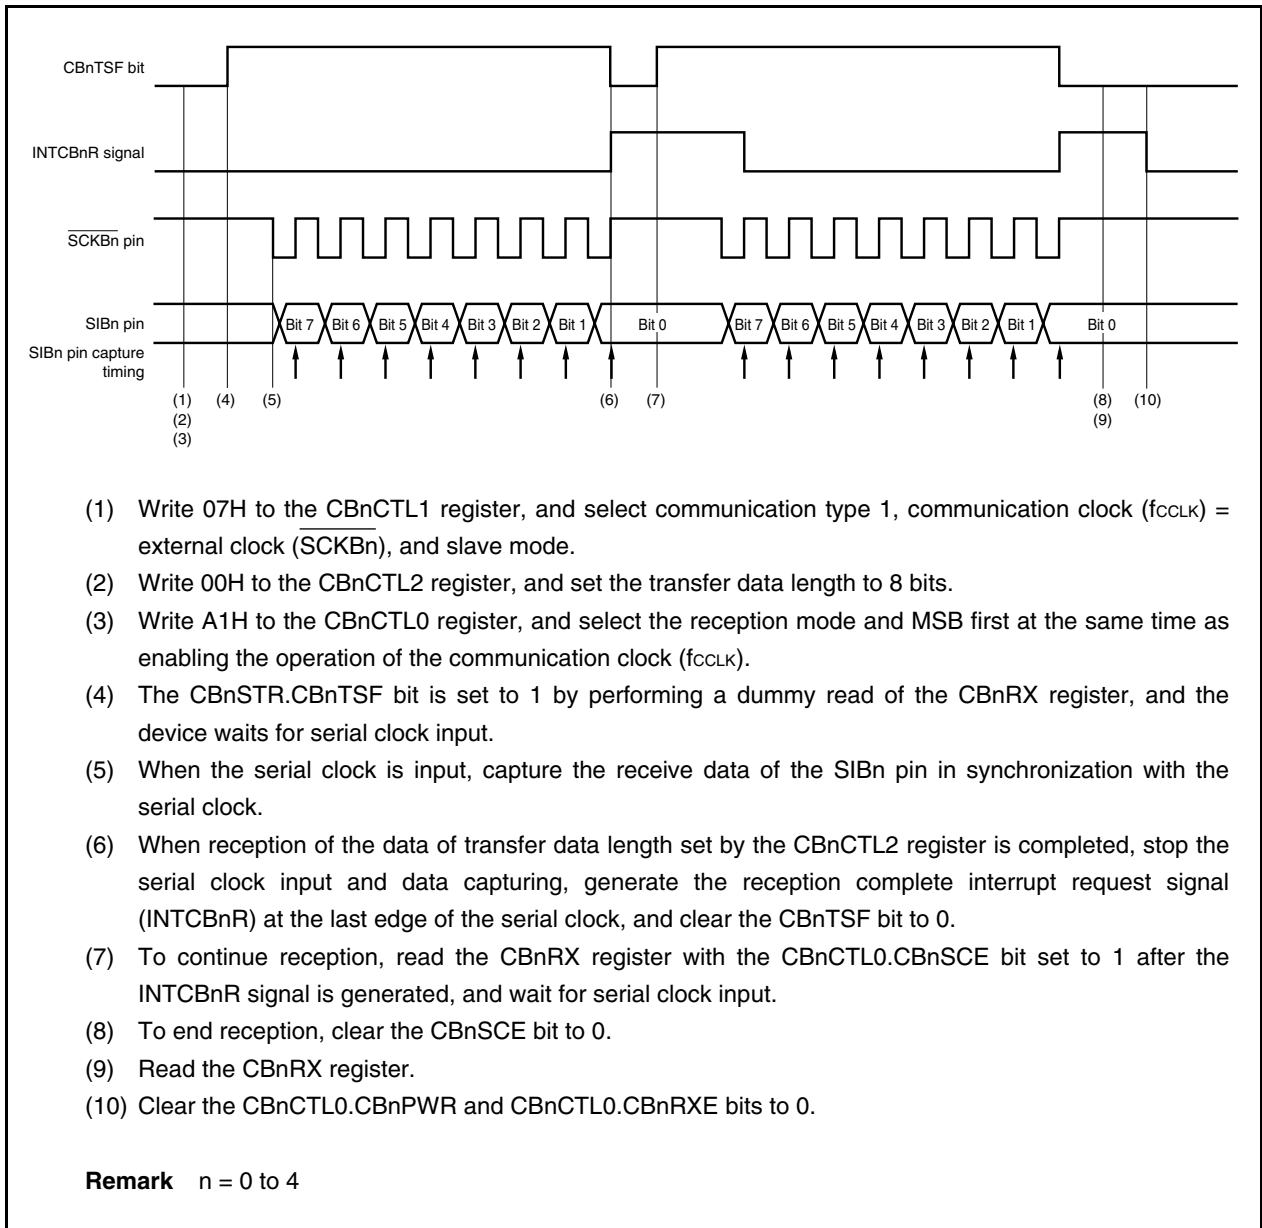 CBnTSF bit
INTCBnR signal
SCKBn pin
SIBn pin
Bit 7 Bit 6 Bit 5 Bit 4 Bit 3 Bit 2 Bit 1 Bit 0 Bit 7 Bit 6 Bit 5 Bit 4 Bit 3 Bit 2 Bit 1 Bit 0
SIBn pin capture
timing
(1) (4) (5) (6) (7) (8) (10)
(2) (9)
(3)
(1) Write 07H to the CBnCTL1 register, and select communication type 1, communication clock (fCCLK) =
external clock (SCKBn), and slave mode.
(2) Write 00H to the CBnCTL2 register, and set the transfer data length to 8 bits.
(3) Write A1H to the CBnCTL0 register, and select the reception mode and MSB first at the same time as
enabling the operation of the communication clock (fCCLK).
(4) The CBnSTR.CBnTSF bit is set to 1 by performing a dummy read of the CBnRX register, and the
device waits for serial clock input.
(5) When the serial clock is input, capture the receive data of the SIBn pin in synchronization with the
serial clock.
(6) When reception of the data of transfer data length set by the CBnCTL2 register is completed, stop the
serial clock input and data capturing, generate the reception complete interrupt request signal
(INTCBnR) at the last edge of the serial clock, and clear the CBnTSF bit to 0.
(7) To continue reception, read the CBnRX register with the CBnCTL0.CBnSCE bit set to 1 after the
INTCBnR signal is generated, and wait for serial clock input.
(8) To end reception, clear the CBnSCE bit to 0.
(9) Read the CBnRX register.
(10) Clear the CBnCTL0.CBnPWR and CBnCTL0.CBnRXE bits to 0.
Remark n = 0 to 4